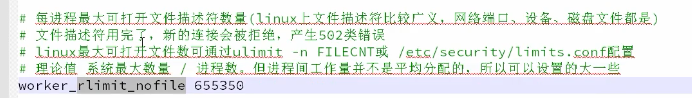 # 每进程最大可打开文件描述符数量(linux上文件描述符比较广义，网络端口、设备、磁盘文件都是)
# 文件描述符用完了，新的连接会被拒绝，产生502类错误
# linux最大可打开文件数可通过ulimit -n FILECNT或 /etc/security/limits.conf配置
# 理论值 系统最大数量 / 进程数。但进程间工作量并不是平均分配的，所以可以设置的大一些
worker_rlimit_nofile 655350